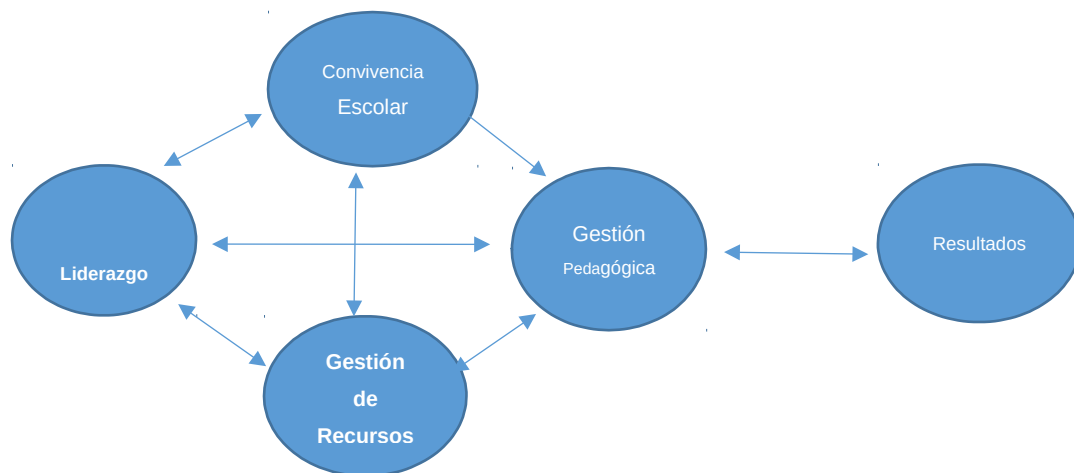 Convivencia
Escolar
Liderazgo
Gestión
Pedagógica
Resultados
Gestión
de
Recursos